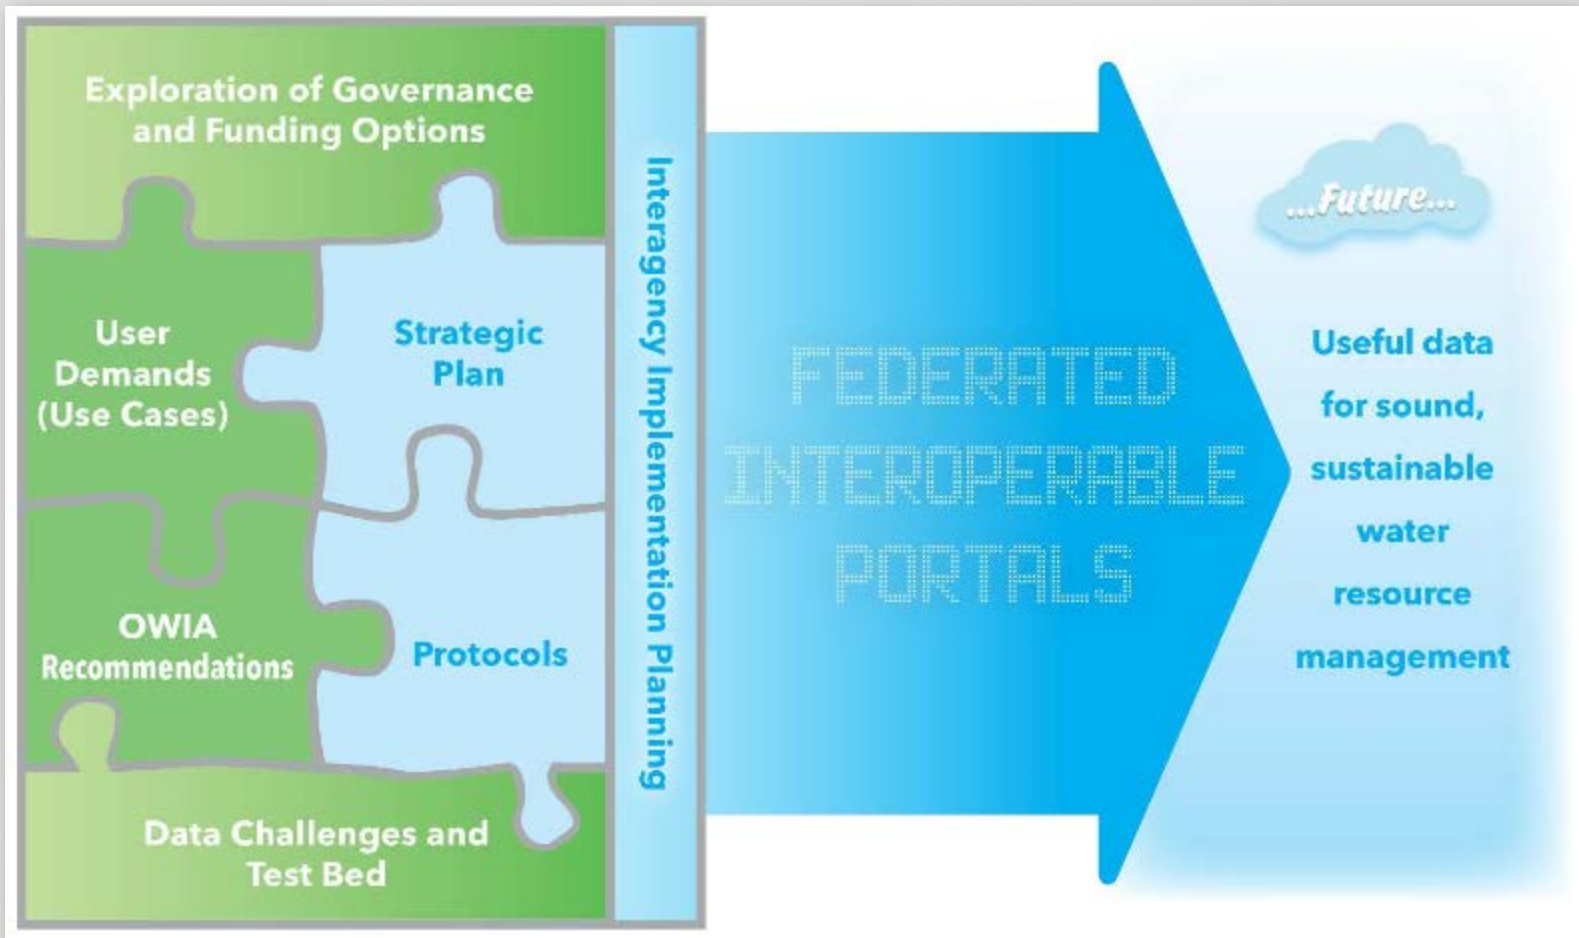 Exploration of Governance
and Funding Options
User
Demands
(Use Cases)
Strategic
Plan
OWIA
Recommendations
Protocols
Data Challenges and
Test Bed
Interagency Implementation Planning
FEDERATED
INTEROPERABLE
PORTALS
...Future...
Useful data
for sound,
sustainable
water
resource
management